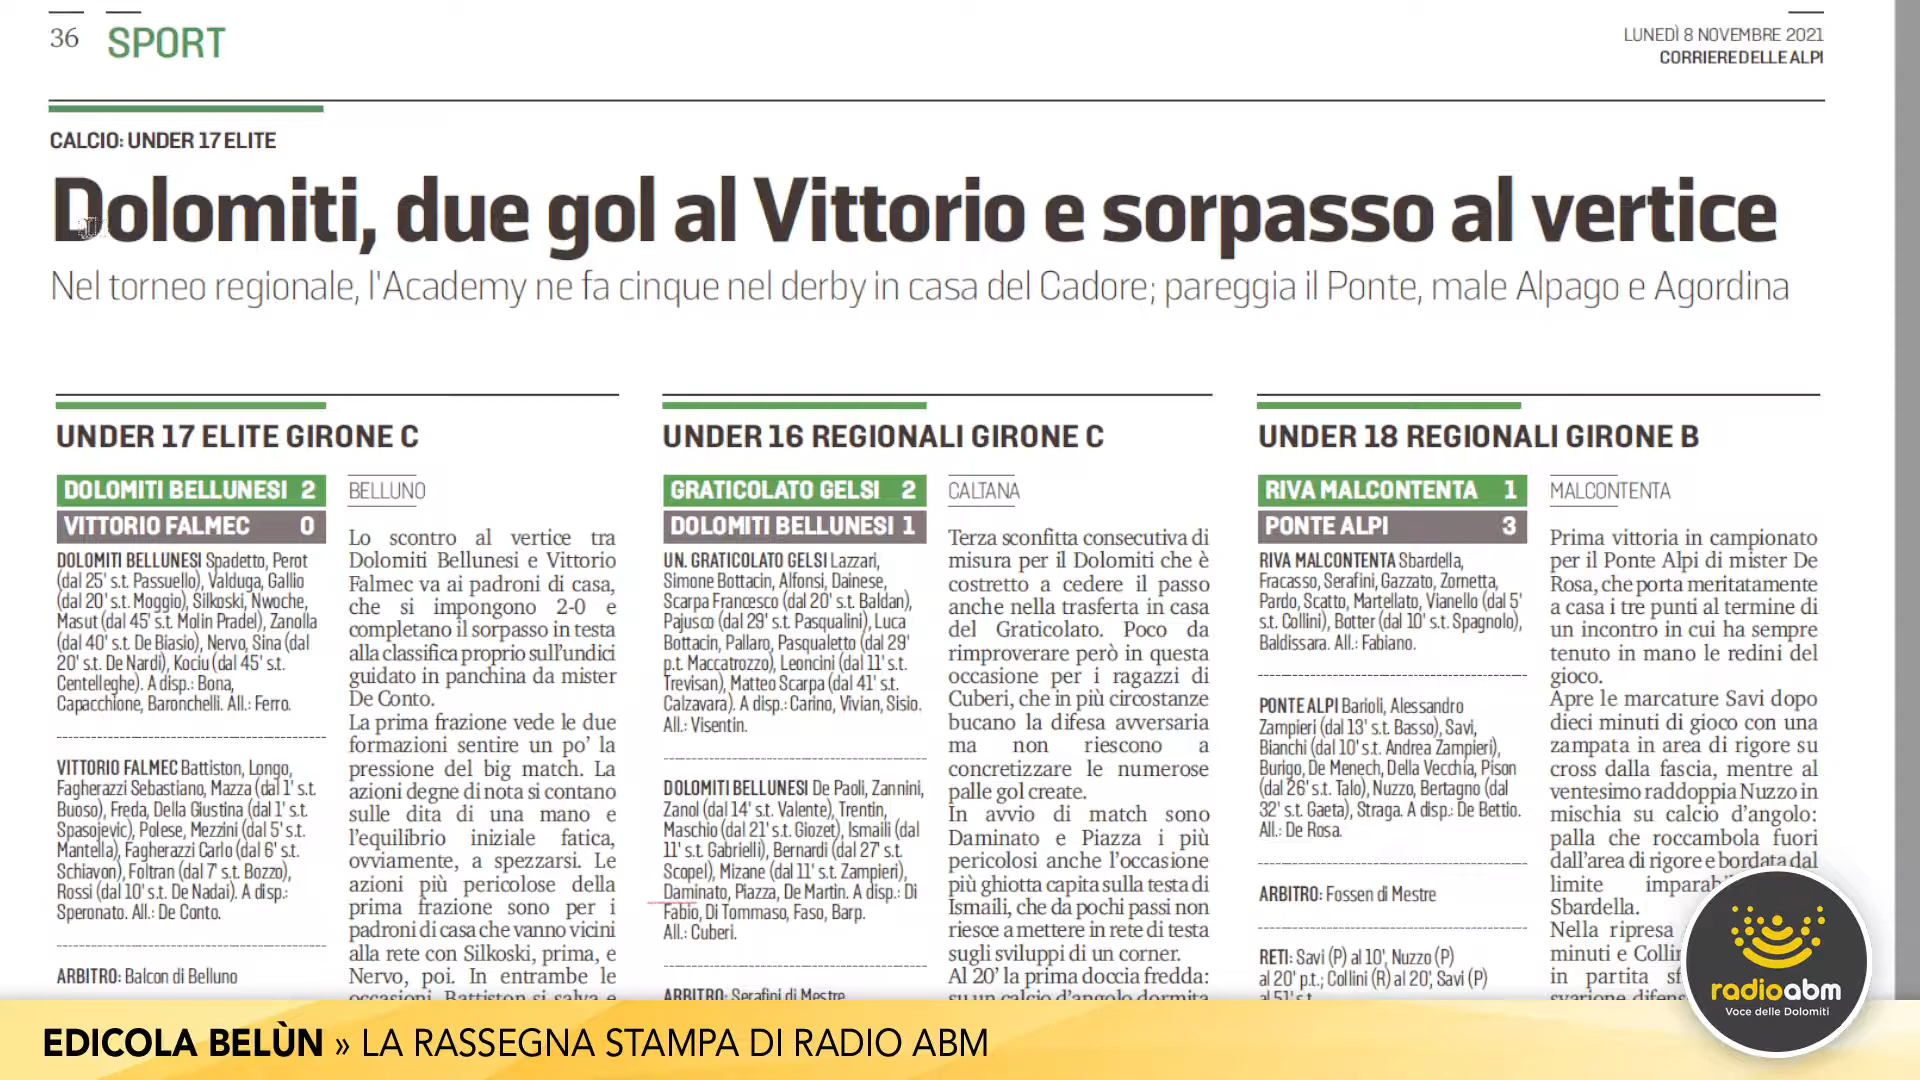 36 SPORT
LUNEDÌ 8 NOVEMBRE 2021
CORRIERE DELLE ALPI
CALCIO: UNDER 17 ELITE
Dolomiti, due gol al Vittorio e sorpasso al vertice
Nel torneo regionale, l'Academy ne fa cinque nel derby in casa del Cadore; pareggia il Ponte, male Alpago e Agordina
UNDER 17 ELITE GIRONE C
DOLOMITI BELLUNESI 2
VITTORIO FALMEC 0
DOLOMITI BELLUNESI Spadetto, Perot
(dal 25' s.t. Passuello), Valduga, Gallio
(dal 20' s.t. Moggio), Silkoski, Nwoche,
Masut (dal 45' s.t. Molin Pradel), Zanolla
(dal 40' s.t. De Biasio), Nervo, Sina (dal
20' s.t. De Nardi), Kociu (dal 45' s.t.
Centelleghe). A disp.: Bona,
Capacchione, Baronchelli. All.: Ferro.
VITTORIO FALMEC Battiston, Longo,
Fagherazzi Sebastiano, Mazza (dal 1' s.t.
Buoso), Freda, Della Giustina (dal 1' s.t.
Spasojevic), Polese, Mezzini (dal 5' s.t.
Mantella), Fagherazzi Carlo (dal 6' s.t.
Schiavon), Foltran (dal 7' s.t. Bozzo),
Rossi (dal 10' s.t. De Nadai). A disp.:
Speronato. All.: De Conto.
ARBITRO: Balcon di Belluno
BELLUNO
Lo scontro al vertice tra
Dolomiti Bellunesi e Vittorio
Falmec va ai padroni di casa,
che si impongono 2-0 e
completano il sorpasso in testa
alla classifica proprio sull'undici
guidato in panchina da mister
De Conto.
La prima frazione vede le due
formazioni sentire un po' la
pressione del big match. La
azioni degne di nota si contano
sulle dita di una mano e
l'equilibrio iniziale fatica,
ovviamente, a spezzarsi. Le
azioni più pericolose della
prima frazione sono per i
padroni di casa che vanno vicini
alla rete con Silkoski, prima, e
Nervo, poi. In entrambe le
occasioni, Battiston si salva e
UNDER 16 REGIONALI GIRONE C
GRATICOLATO GELSI 2
DOLOMITI BELLUNESI 1
UN. GRATICOLATO GELSI Lazzari,
Simone Bottacin, Alfonsi, Dainese,
Scarpa Francesco (dal 20' s.t. Baldan),
Pajusco (dal 29' s.t. Pasqualini), Luca
Bottacin, Pallaro, Pasqualetto (dal 29'
p.t. Maccatrozzo), Leoncini (dal 11' s.t.
Trevisan), Matteo Scarpa (dal 41' s.t.
Calzavara). A disp.: Carino, Vivian, Sisio.
All.: Visentin.
DOLOMITI BELLUNESI De Paoli, Zannini,
Zanol (dal 14' s.t. Valente), Trentin,
Maschio (dal 21' s.t. Giozet), Ismaili (dal
11' s.t. Gabrielli), Bernardi (dal 27' s.t.
Scopel), Mizane (dal 11' s.t. Zampieri),
Daminato, Piazza, De Martin. A disp.: Di
Fabio, Di Tommaso, Faso, Barp.
All.: Cuberi.
ARBITRO: Serafini di Mestre
CALTANA
Terza sconfitta consecutiva di
misura per il Dolomiti che è
costretto a cedere il passo
anche nella trasferta in casa
del Graticolato. Poco da
rimproverare però in questa
occasione per i ragazzi di
Cuberi, che in più circostanze
bucano la difesa avversaria
ma non riescono a
concretizzare le numerose
palle gol create.
In avvio di match sono
Daminato e Piazza i più
pericolosi anche l'occasione
più ghiotta capita sulla testa di
Ismaili, che da pochi passi non
riesce a mettere in rete di testa
sugli sviluppi di un corner.
Al 20' la prima doccia fredda:
su un calcio d'angolo dormita
UNDER 18 REGIONALI GIRONE B
RIVA MALCONTENTA 1
PONTE ALPI 3
RIVA MALCONTENTA Sbardella,
Fracasso, Serafini, Gazzato, Zornetta,
Pardo, Scatto, Martellato, Vianello (dal 5'
s.t. Collini), Botter (dal 10' s.t. Spagnolo),
Baldissara. All.: Fabiano.
PONTE ALPI Barioli, Alessandro
Zampieri (dal 13' s.t. Basso), Savi,
Bianchi (dal 10' s.t. Andrea Zampieri),
Burigo, De Menech, Della Vecchia, Pison
(dal 26' s.t. Talo), Nuzzo, Bertagno (dal
32' s.t. Gaeta), Straga. A disp.: De Bettio.
All.: De Rosa.
ARBITRO: Fossen di Mestre
RETI: Savi (P) al 10', Nuzzo (P)
al 20' p.t.; Collini (R) al 20', Savi (P)
al 51' s.t.
MALCONTENTA
Prima vittoria in campionato
per il Ponte Alpi di mister De
Rosa, che porta meritatamente
a casa i tre punti al termine di
un incontro in cui ha sempre
tenuto in mano le redini del
gioco.
Apre le marcature Savi dopo
dieci minuti di gioco con una
zampata in area di rigore su
cross dalla fascia, mentre al
ventesimo raddoppia Nuzzo in
mischia su calcio d'angolo:
palla che roccambola fuori
dall'area di rigore e bordata dal
limite
Sbardella.
Nella ripresa
minuti e
in partita
svarione
radioabm
Voce delle Dolomiti
EDICOLA BELÙN » LA RASSEGNA STAMPA DI RADIO ABM